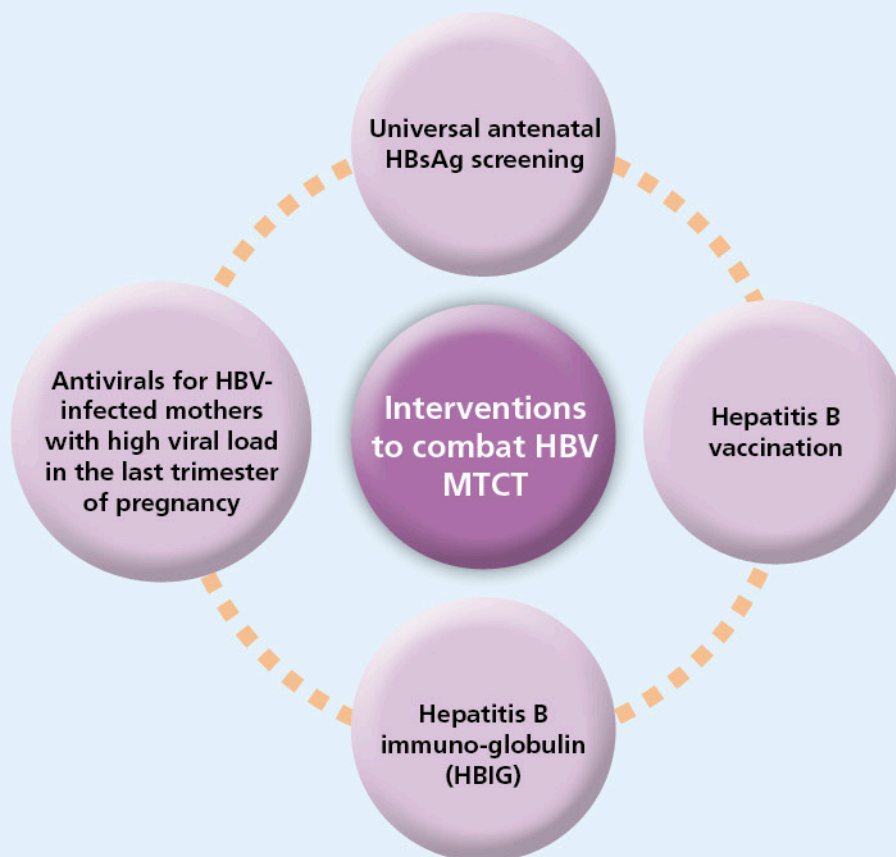 Universal antenatal
HBsAg screening
Antivirals for HBV-
infected mothers
with high viral load
in the last trimester
of pregnancy
Interventions
to combat HBV
MTCT
Hepatitis B
vaccination
Hepatitis B
immuno-globulin
(HBIG)